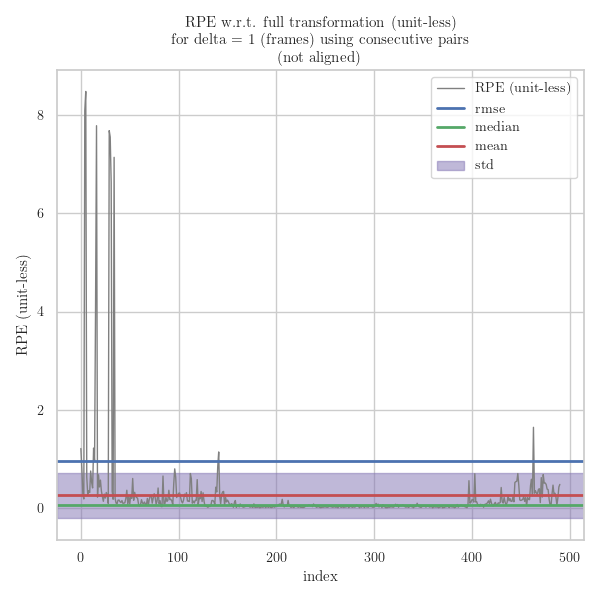 RPE w.r.t. full transformation (unit-less)
for delta = 1 (frames) using consecutive pairs
(not aligned)
RPE (unit-less)
rmse
median
mean
std
RPE (unit-less)
8
6
4
2
0
0
100
200
300
400
500
index